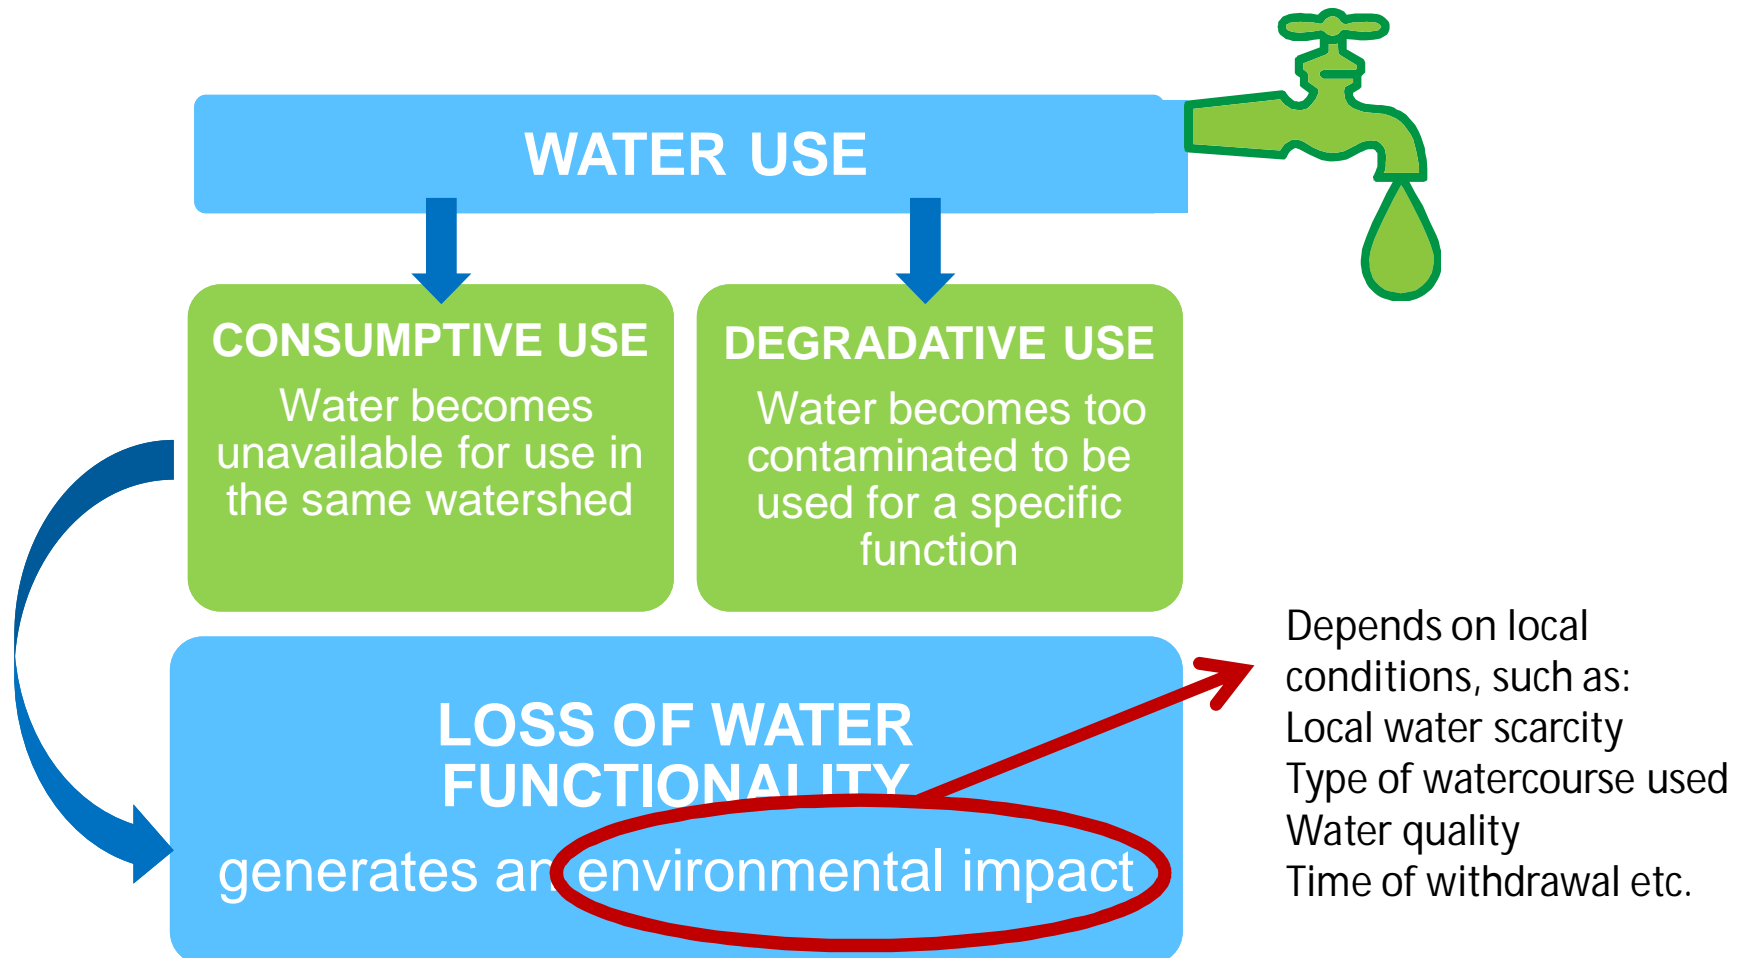 WATER USE
CONSUMPTIVE USE
Water becomes
unavailable for use in
the same watershed
DEGRADATIVE USE
Water becomes too
contaminated to be
used for a specific
function
LOSS OF WATER
FUNCTIONALITY
generates an environmental impact
Depends on local
conditions, such as:
Local water scarcity
Type of watercourse used
Water quality
Time of withdrawal etc.